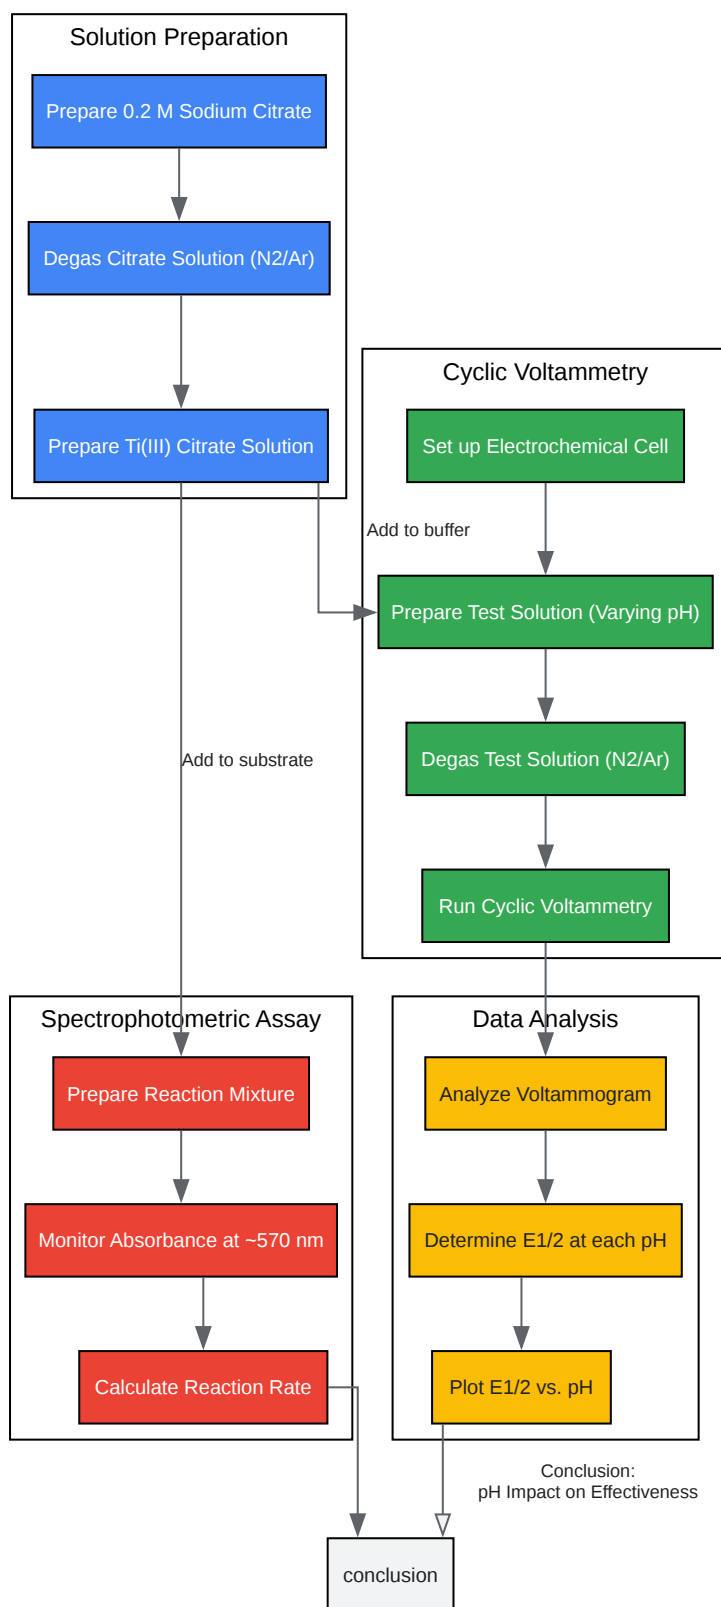 Solution Preparation
Prepare 0.2 M Sodium Citrate
Degas Citrate Solution (N2/Ar)
Prepare Ti(III) Citrate Solution
Cyclic Voltammetry
Set up Electrochemical Cell
Add to buffer
Prepare Test Solution (Varying pH)
Degas Test Solution (N2/Ar)
Run Cyclic Voltammetry
Add to substrate
Spectrophotometric Assay
Prepare Reaction Mixture
Monitor Absorbance at ~570 nm
Calculate Reaction Rate
Data Analysis
Analyze Voltammogram
Determine E1/2 at each pH
Plot E1/2 vs. pH
Conclusion:
pH Impact on Effectiveness
conclusion